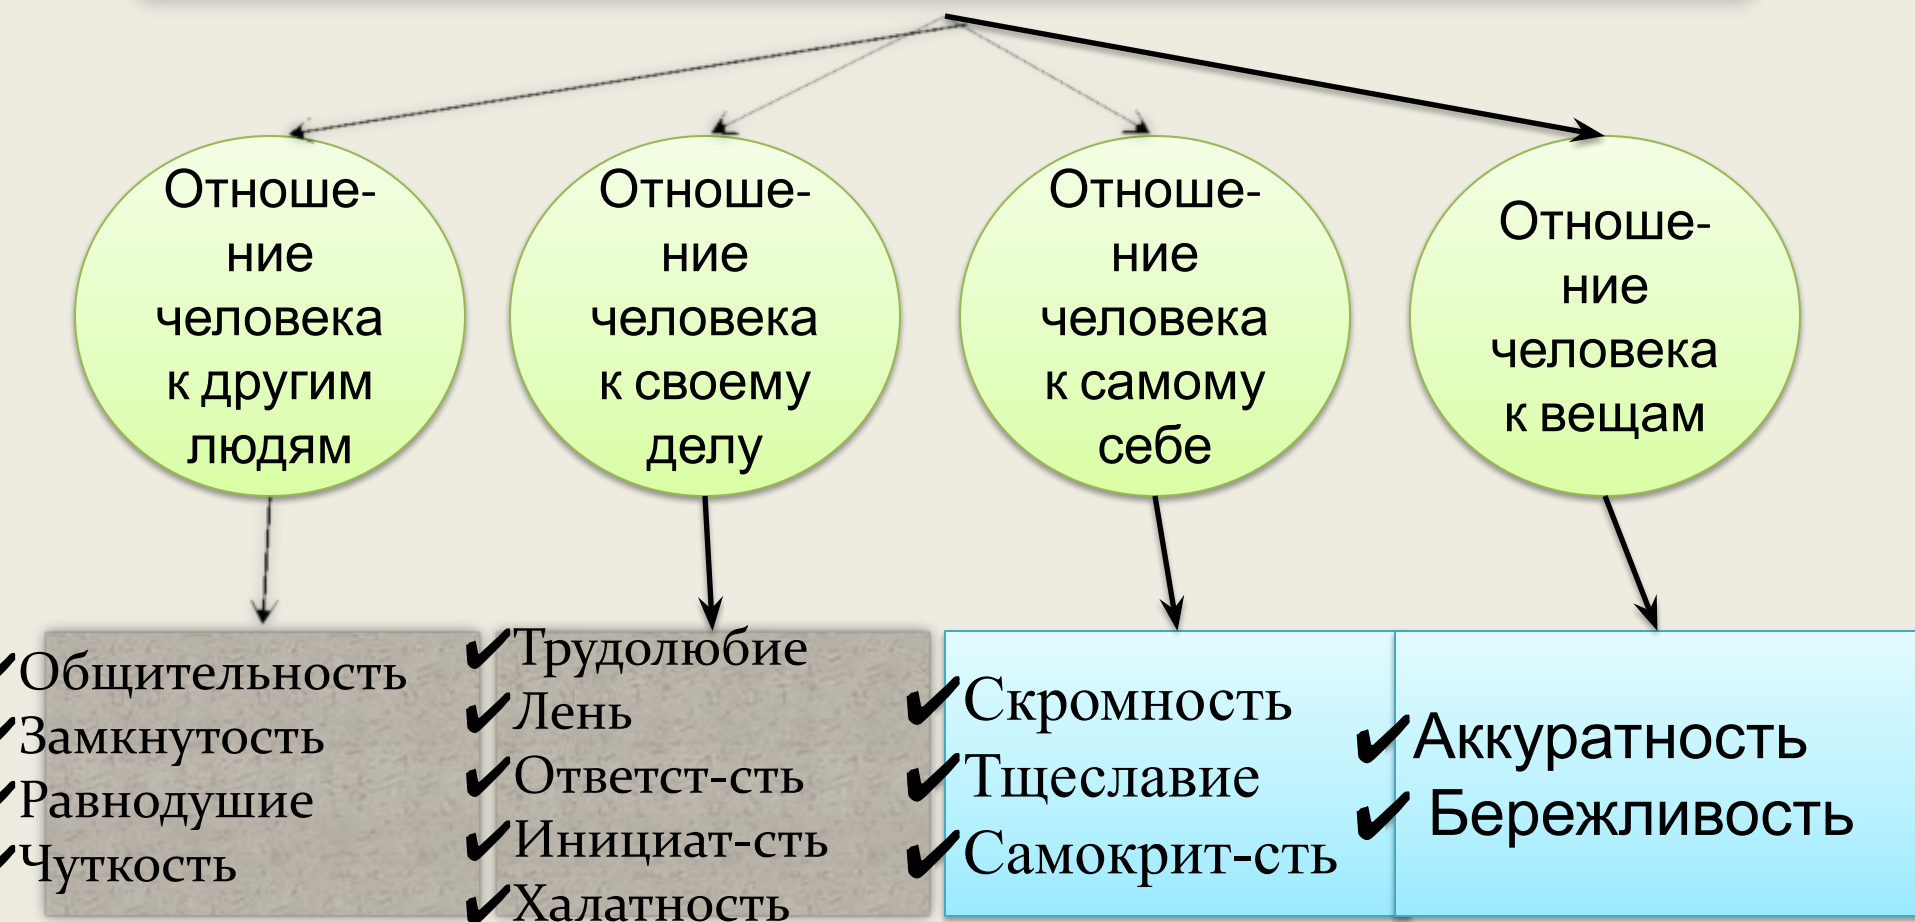 Отноше-
ние
человека
к другим
людям
Отноше-
ние
человека
к своему
делу
Отноше-
ние
человека
к самому
себе
Отноше-
ние
человека
к вещам
✔Общительность
✔Замкнутость
✔Равнодушие
✔Чуткость
✔Трудолюбие
✔Лень
✔Ответст-сть
✔Инициат-сть
✔Халатность
✔Скромность
✔Тщеславие
✔Самокрит-сть
✔Аккуратность
✔ Бережливость